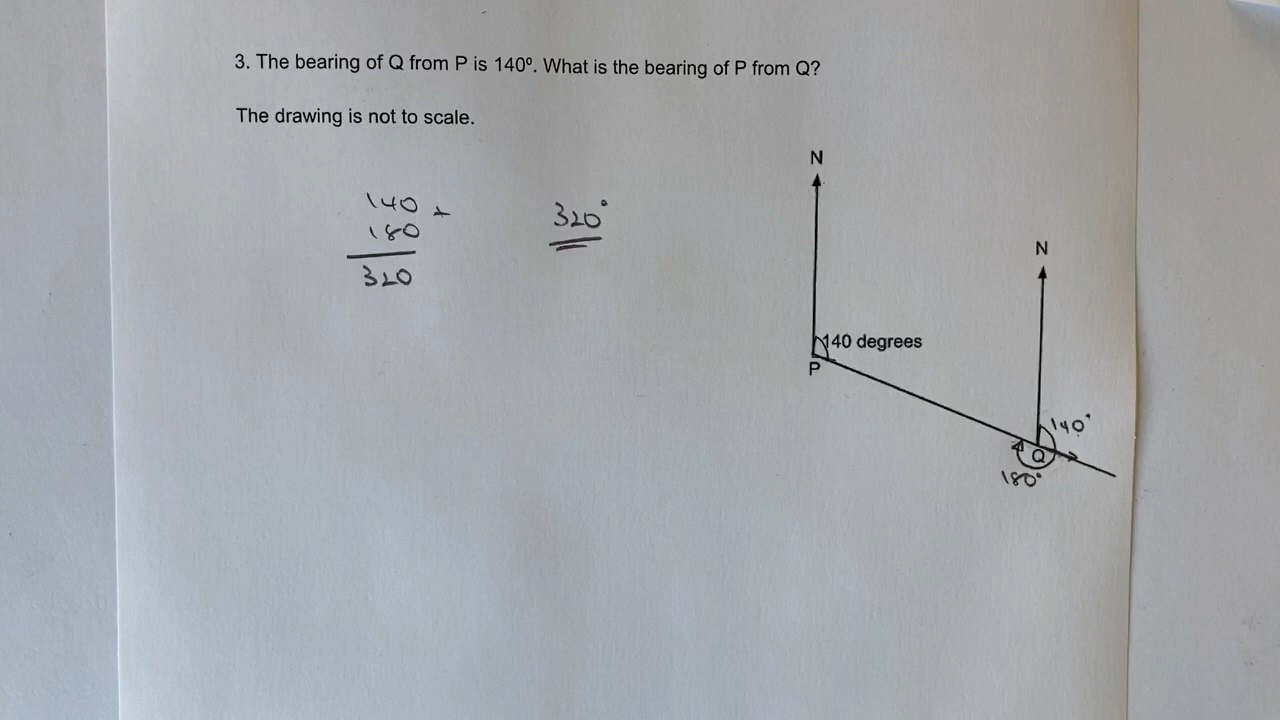 3. The bearing of Q from P is 140º. What is the bearing of P from Q?
The drawing is not to scale.
N
140 +
180
320
320°
N
140 degrees
P
140°
Q
180°